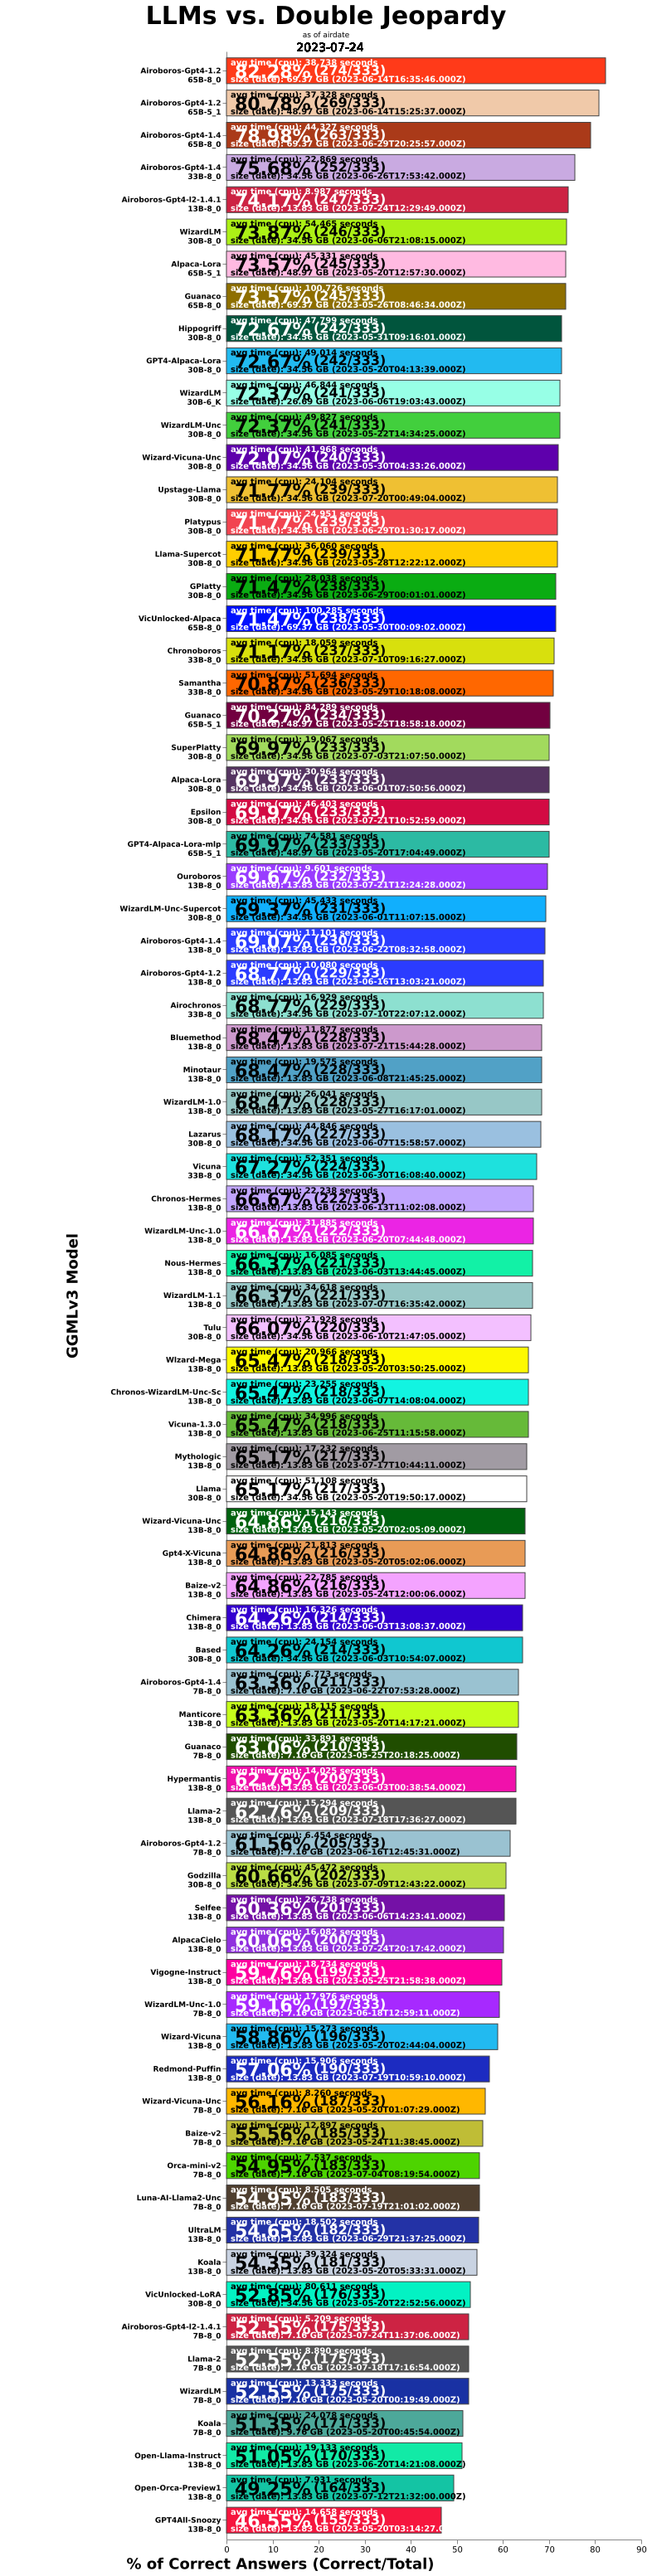 LLMs vs. Double Jeopardy
as of airdate
2023-07-24
GGMLv3 Model
Airoboros-Gpt4-1.2
65B-8_0
avg time (cpu): 38.738 seconds
82.28% (274/333)
size (date): 69.37 GB (2023-06-14T16:35:46.000Z)
Airoboros-Gpt4-1.2
65B-5_1
avg time (cpu): 37.328 seconds
80.78% (269/333)
size (date): 48.97 GB (2023-06-14T15:25:37.000Z)
Airoboros-Gpt4-1.4
65B-8_0
avg time (cpu): 44.327 seconds
78.98% (263/333)
size (date): 69.37 GB (2023-06-29T20:25:57.000Z)
Airoboros-Gpt4-1.4
33B-8_0
avg time (cpu): 22.869 seconds
75.68% (252/333)
size (date): 34.56 GB (2023-06-26T17:53:42.000Z)
Airoboros-Gpt4-l2-1.4.1
13B-8_0
avg time (cpu): 8.987 seconds
74.17% (247/333)
size (date): 13.83 GB (2023-07-24T12:29:49.000Z)
WizardLM
30B-8_0
avg time (cpu): 54.465 seconds
73.87% (246/333)
size (date): 34.56 GB (2023-06-06T21:08:15.000Z)
Alpaca-Lora
65B-5_1
avg time (cpu): 45.331 seconds
73.57% (245/333)
size (date): 48.97 GB (2023-05-20T12:57:30.000Z)
Guanaco
65B-8_0
avg time (cpu): 100.726 seconds
73.57% (245/333)
size (date): 69.37 GB (2023-05-26T08:46:34.000Z)
Hippogriff
30B-8_0
avg time (cpu): 47.799 seconds
72.67% (242/333)
size (date): 34.56 GB (2023-05-31T09:16:01.000Z)
GPT4-Alpaca-Lora
30B-8_0
avg time (cpu): 49.014 seconds
72.67% (242/333)
size (date): 34.56 GB (2023-05-20T04:13:39.000Z)
WizardLM
30B-6_K
avg time (cpu): 46.844 seconds
72.37% (241/333)
size (date): 26.69 GB (2023-06-06T19:03:43.000Z)
WizardLM-Unc
30B-8_0
avg time (cpu): 49.827 seconds
72.37% (241/333)
size (date): 34.56 GB (2023-05-22T14:34:25.000Z)
Wizard-Vicuna-Unc
30B-8_0
avg time (cpu): 41.968 seconds
72.07% (240/333)
size (date): 34.56 GB (2023-05-30T04:33:26.000Z)
Upstage-Llama
30B-8_0
avg time (cpu): 24.104 seconds
71.77% (239/333)
size (date): 34.56 GB (2023-07-20T00:49:04.000Z)
Platypus
30B-8_0
avg time (cpu): 24.951 seconds
71.77% (239/333)
size (date): 34.56 GB (2023-06-29T01:30:17.000Z)
Llama-Supercot
30B-8_0
avg time (cpu): 36.060 seconds
71.77% (239/333)
size (date): 34.56 GB (2023-05-28T12:22:12.000Z)
GPlatty
30B-8_0
avg time (cpu): 28.038 seconds
71.47% (238/333)
size (date): 34.56 GB (2023-06-29T00:01:01.000Z)
VicUnlocked-Alpaca
65B-8_0
avg time (cpu): 100.285 seconds
71.47% (238/333)
size (date): 69.37 GB (2023-05-30T00:09:02.000Z)
Chronoboros
33B-8_0
avg time (cpu): 18.059 seconds
71.17% (237/333)
size (date): 34.56 GB (2023-07-10T09:16:27.000Z)
Samantha
33B-8_0
avg time (cpu): 51.694 seconds
70.87% (236/333)
size (date): 34.56 GB (2023-05-29T10:18:08.000Z)
Guanaco
65B-5_1
avg time (cpu): 84.289 seconds
70.27% (234/333)
size (date): 48.97 GB (2023-05-25T18:58:18.000Z)
SuperPlatty
30B-8_0
avg time (cpu): 19.067 seconds
69.97% (233/333)
size (date): 34.56 GB (2023-07-03T21:07:50.000Z)
Alpaca-Lora
30B-8_0
avg time (cpu): 30.964 seconds
69.97% (233/333)
size (date): 34.56 GB (2023-06-01T07:50:56.000Z)
Epsilon
30B-8_0
avg time (cpu): 46.403 seconds
69.97% (233/333)
size (date): 34.56 GB (2023-07-21T10:52:59.000Z)
GPT4-Alpaca-Lora-mlp
65B-5_1
avg time (cpu): 74.581 seconds
69.97% (233/333)
size (date): 48.97 GB (2023-05-20T17:04:49.000Z)
Ouroboros
13B-8_0
avg time (cpu): 9.601 seconds
69.67% (232/333)
size (date): 13.83 GB (2023-07-21T12:24:28.000Z)
WizardLM-Unc-Supercot
30B-8_0
avg time (cpu): 45.433 seconds
69.37% (231/333)
size (date): 34.56 GB (2023-06-01T11:07:15.000Z)
Airoboros-Gpt4-1.4
13B-8_0
avg time (cpu): 11.101 seconds
69.07% (230/333)
size (date): 13.83 GB (2023-06-22T08:32:58.000Z)
Airoboros-Gpt4-1.2
13B-8_0
avg time (cpu): 10.080 seconds
68.77% (229/333)
size (date): 13.83 GB (2023-06-16T13:03:21.000Z)
Airochronos
33B-8_0
avg time (cpu): 16.929 seconds
68.77% (229/333)
size (date): 34.56 GB (2023-07-10T22:07:12.000Z)
Bluemethod
13B-8_0
avg time (cpu): 11.877 seconds
68.47% (228/333)
size (date): 13.83 GB (2023-07-21T15:44:28.000Z)
Minotaur
13B-8_0
avg time (cpu): 19.575 seconds
68.47% (228/333)
size (date): 13.83 GB (2023-06-08T21:45:25.000Z)
WizardLM-1.0
13B-8_0
avg time (cpu): 26.041 seconds
68.47% (228/333)
size (date): 13.83 GB (2023-05-27T16:17:01.000Z)
Lazarus
30B-8_0
avg time (cpu): 44.846 seconds
68.17% (227/333)
size (date): 34.56 GB (2023-06-07T15:58:57.000Z)
Vicuna
33B-8_0
avg time (cpu): 52.351 seconds
67.27% (224/333)
size (date): 34.56 GB (2023-06-30T16:08:40.000Z)
Chronos-Hermes
13B-8_0
avg time (cpu): 22.238 seconds
66.67% (222/333)
size (date): 13.83 GB (2023-06-13T11:02:08.000Z)
WizardLM-Unc-1.0
13B-8_0
avg time (cpu): 31.885 seconds
66.67% (222/333)
size (date): 13.83 GB (2023-06-20T07:44:48.000Z)
Nous-Hermes
13B-8_0
avg time (cpu): 16.085 seconds
66.37% (221/333)
size (date): 13.83 GB (2023-06-03T13:44:45.000Z)
WizardLM-1.1
13B-8_0
avg time (cpu): 34.618 seconds
66.37% (221/333)
size (date): 13.83 GB (2023-07-07T16:35:42.000Z)
Tulu
30B-8_0
avg time (cpu): 21.928 seconds
66.07% (220/333)
size (date): 34.56 GB (2023-06-10T21:47:05.000Z)
WIzard-Mega
13B-8_0
avg time (cpu): 20.966 seconds
65.47% (218/333)
size (date): 13.83 GB (2023-05-20T03:50:25.000Z)
Chronos-WizardLM-Unc-Sc
13B-8_0
avg time (cpu): 23.255 seconds
65.47% (218/333)
size (date): 13.83 GB (2023-06-07T14:08:04.000Z)
Vicuna-1.3.0
13B-8_0
avg time (cpu): 34.996 seconds
65.47% (218/333)
size (date): 13.83 GB (2023-06-25T11:15:58.000Z)
Mythologic
13B-8_0
avg time (cpu): 17.232 seconds
65.17% (217/333)
size (date): 13.83 GB (2023-07-17T10:44:11.000Z)
Llama
30B-8_0
avg time (cpu): 51.108 seconds
65.17% (217/333)
size (date): 34.56 GB (2023-05-20T19:50:17.000Z)
Wizard-Vicuna-Unc
13B-8_0
avg time (cpu): 15.143 seconds
64.86% (216/333)
size (date): 13.83 GB (2023-05-20T02:05:09.000Z)
Gpt4-X-Vicuna
13B-8_0
avg time (cpu): 21.813 seconds
64.86% (216/333)
size (date): 13.83 GB (2023-05-20T05:02:06.000Z)
Baize-v2
13B-8_0
avg time (cpu): 22.785 seconds
64.86% (216/333)
size (date): 13.83 GB (2023-05-24T12:00:06.000Z)
Chimera
13B-8_0
avg time (cpu): 16.326 seconds
64.26% (214/333)
size (date): 13.83 GB (2023-06-03T13:08:37.000Z)
Based
30B-8_0
avg time (cpu): 24.154 seconds
64.26% (214/333)
size (date): 34.56 GB (2023-06-03T10:54:07.000Z)
Airoboros-Gpt4-1.4
7B-8_0
avg time (cpu): 6.773 seconds
63.36% (211/333)
size (date): 7.16 GB (2023-06-22T07:53:28.000Z)
Manticore
13B-8_0
avg time (cpu): 18.115 seconds
63.36% (211/333)
size (date): 13.83 GB (2023-05-20T14:17:21.000Z)
Guanaco
7B-8_0
avg time (cpu): 33.891 seconds
63.06% (210/333)
size (date): 7.16 GB (2023-05-25T20:18:25.000Z)
Hypermantis
13B-8_0
avg time (cpu): 14.025 seconds
62.76% (209/333)
size (date): 13.83 GB (2023-06-03T00:38:54.000Z)
Llama-2
13B-8_0
avg time (cpu): 15.294 seconds
62.76% (209/333)
size (date): 13.83 GB (2023-07-18T17:36:27.000Z)
Airoboros-Gpt4-1.2
7B-8_0
avg time (cpu): 6.454 seconds
61.56% (205/333)
size (date): 7.16 GB (2023-06-16T12:45:31.000Z)
Godzilla
30B-8_0
avg time (cpu): 45.472 seconds
60.66% (202/333)
size (date): 34.56 GB (2023-07-09T12:43:22.000Z)
Selfee
13B-8_0
avg time (cpu): 26.738 seconds
60.36% (201/333)
size (date): 13.83 GB (2023-06-06T14:23:41.000Z)
AlpacaCielo
13B-8_0
avg time (cpu): 16.082 seconds
60.06% (200/333)
size (date): 13.83 GB (2023-07-24T20:17:42.000Z)
Vigogne-Instruct
13B-8_0
avg time (cpu): 18.734 seconds
59.76% (199/333)
size (date): 13.83 GB (2023-05-25T21:58:38.000Z)
WizardLM-Unc-1.0
7B-8_0
avg time (cpu): 17.976 seconds
59.16% (197/333)
size (date): 7.16 GB (2023-06-18T12:59:11.000Z)
Wizard-Vicuna
13B-8_0
avg time (cpu): 15.273 seconds
58.86% (196/333)
size (date): 13.83 GB (2023-05-20T02:44:04.000Z)
Redmond-Puffin
13B-8_0
avg time (cpu): 15.906 seconds
57.06% (190/333)
size (date): 13.83 GB (2023-07-19T10:59:10.000Z)
Wizard-Vicuna-Unc
7B-8_0
avg time (cpu): 8.260 seconds
56.16% (187/333)
size (date): 7.16 GB (2023-05-20T01:07:29.000Z)
Baize-v2
7B-8_0
avg time (cpu): 12.897 seconds
55.56% (185/333)
size (date): 7.16 GB (2023-05-24T11:38:45.000Z)
Orca-mini-v2
7B-8_0
avg time (cpu): 7.537 seconds
54.95% (183/333)
size (date): 7.16 GB (2023-07-04T08:19:54.000Z)
Luna-AI-Llama2-Unc
7B-8_0
avg time (cpu): 8.505 seconds
54.95% (183/333)
size (date): 7.16 GB (2023-07-19T21:01:02.000Z)
UltraLM
13B-8_0
avg time (cpu): 18.502 seconds
54.65% (182/333)
size (date): 13.83 GB (2023-06-29T21:37:25.000Z)
Koala
13B-8_0
avg time (cpu): 39.324 seconds
54.35% (181/333)
size (date): 13.83 GB (2023-05-20T05:33:31.000Z)
VicUnlocked-LoRA
30B-8_0
avg time (cpu): 80.611 seconds
52.85% (176/333)
size (date): 34.56 GB (2023-05-20T22:52:56.000Z)
Airoboros-Gpt4-l2-1.4.1
7B-8_0
avg time (cpu): 5.209 seconds
52.55% (175/333)
size (date): 7.16 GB (2023-07-24T11:37:06.000Z)
Llama-2
7B-8_0
avg time (cpu): 8.890 seconds
52.55% (175/333)
size (date): 7.16 GB (2023-07-18T17:16:54.000Z)
WizardLM
7B-8_0
avg time (cpu): 13.333 seconds
52.55% (175/333)
size (date): 7.16 GB (2023-05-20T00:19:49.000Z)
Koala
7B-8_0
avg time (cpu): 24.078 seconds
51.35% (171/333)
size (date): 9.76 GB (2023-05-20T00:45:54.000Z)
Open-Llama-Instruct
13B-8_0
avg time (cpu): 19.133 seconds
51.05% (170/333)
size (date): 13.83 GB (2023-06-20T14:21:08.000Z)
Open-Orca-Preview1
13B-8_0
avg time (cpu): 7.931 seconds
49.25% (164/333)
size (date): 13.83 GB (2023-07-12T21:32:00.000Z)
GPT4All-Snoozy
13B-8_0
avg time (cpu): 14.658 seconds
46.55% (155/333)
size (date): 13.83 GB (2023-05-20T03:14:27.0
0 10 20 30 40 50 60 70 80 90
% of Correct Answers (Correct/Total)